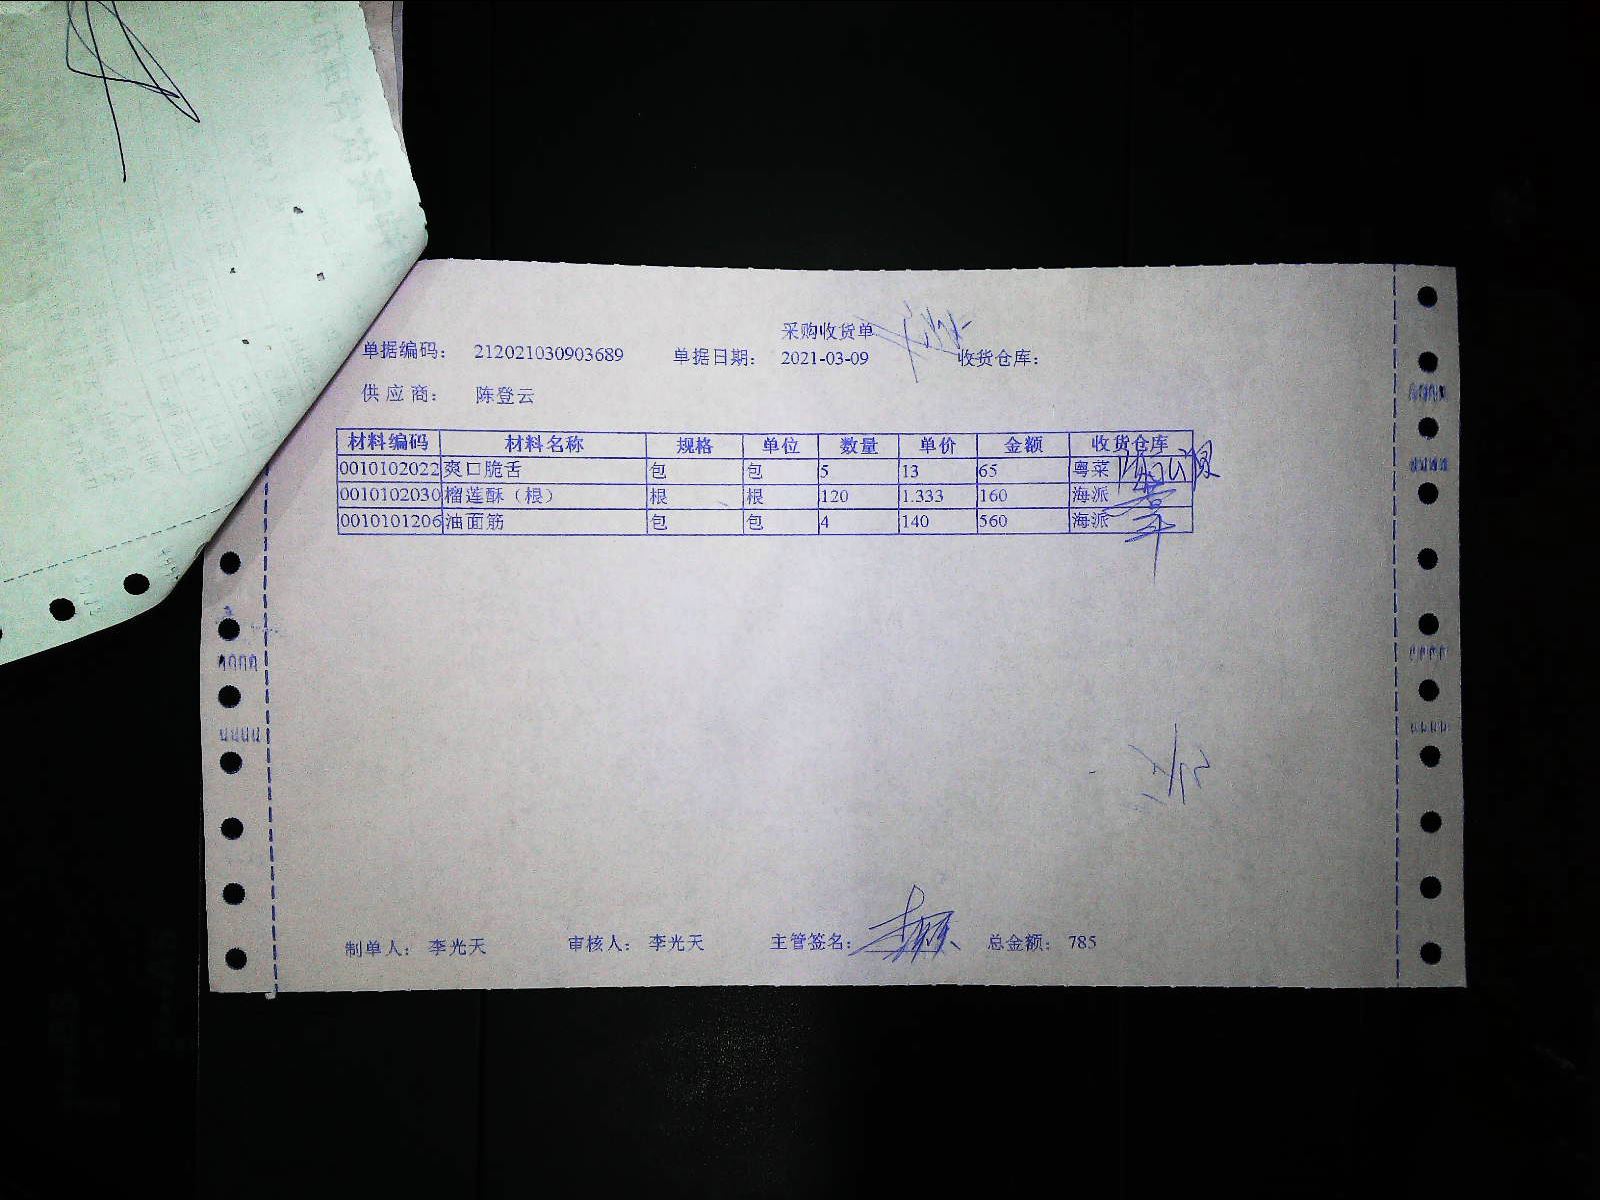 采购收货单
单据编码： 212021030903689 单据日期： 2021-03-09 收货仓库：
供应商： 陈登云
材料编码 材料名称 规格 单位 数量 单价 金额 收货仓库
0010102022 爽口脆舌 包 包 5 13 65 粤菜
0010102030 榴莲酥（根） 根 根 120 1.333 160 海派
0010101206 油面筋 包 包 4 140 560 海派
制单人： 李光天 审核人： 李光天 主管签名： 总金额： 785